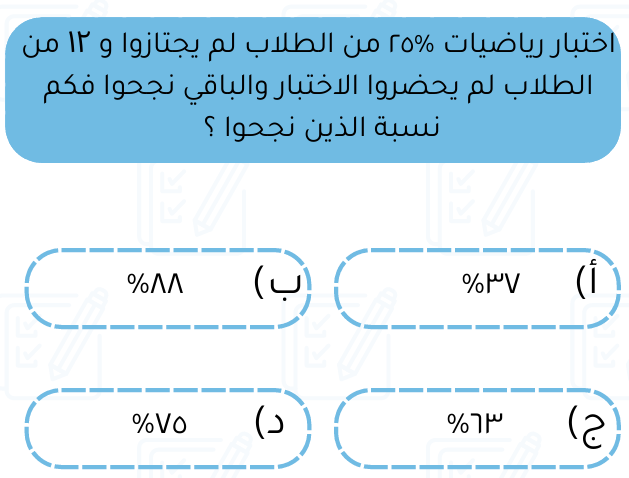 اختبار رياضيات ٢٥% من الطلاب لم يجتازوا و ١٢ من
الطلاب لم يحضروا الاختبار والباقي نجحوا فكم
نسبة الذين نجحوا ؟
أ) ٣٧%
ب) ٨٨%
ج) ٦٣%
د) ٧٥%